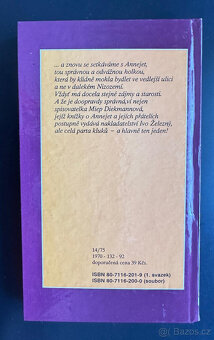 ... a znovu se setkáváme s Annejet,
tou správnou a odvážnou holkou,
která by klidně mohla bydlet ve vedlejší ulici
a ne v dalekém Nizozemí.
Vždyť má docela stejné zájmy a starosti.
A že je doopravdy správná, ví nejen
spisovatelka Miep Diekmannová,
jejíž knížky o Annejet a jejích přátelích
postupně vydává nakladatelství Ivo Železný,
ale celá parta kluků – a hlavně ten jeden!
14/75
1970 - 132 - 92
doporučená cena 39 Kčs.
ISBN 80-7116-201-9 (1. svazek)
ISBN 80-7116-200-0 (soubor)
Bazoš.cz